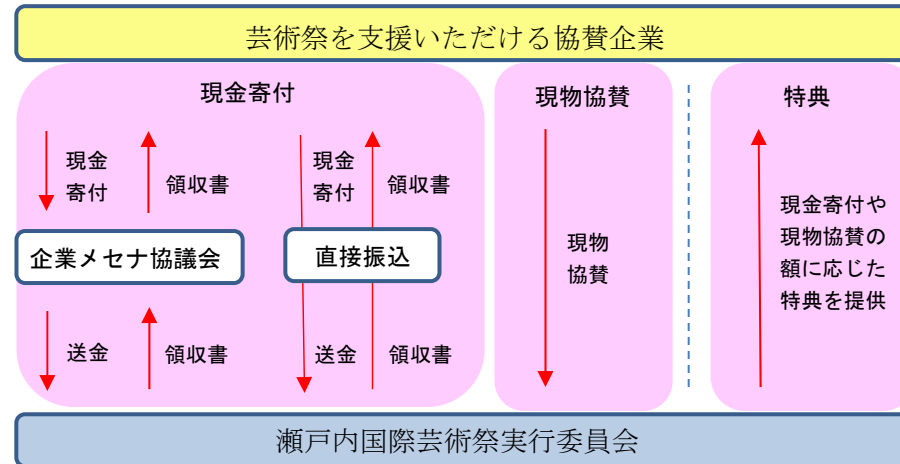 芸術祭を支援いただける協賛企業
現金寄付
現金
寄付
領収書
現金
寄付
領収書
企業メセナ協議会
直接振込
送金
領収書
送金
領収書
現物協賛
現物
協賛
特典
現金寄付や
現物協賛の
額に応じた
特典を提供
瀬戸内国際芸術祭実行委員会